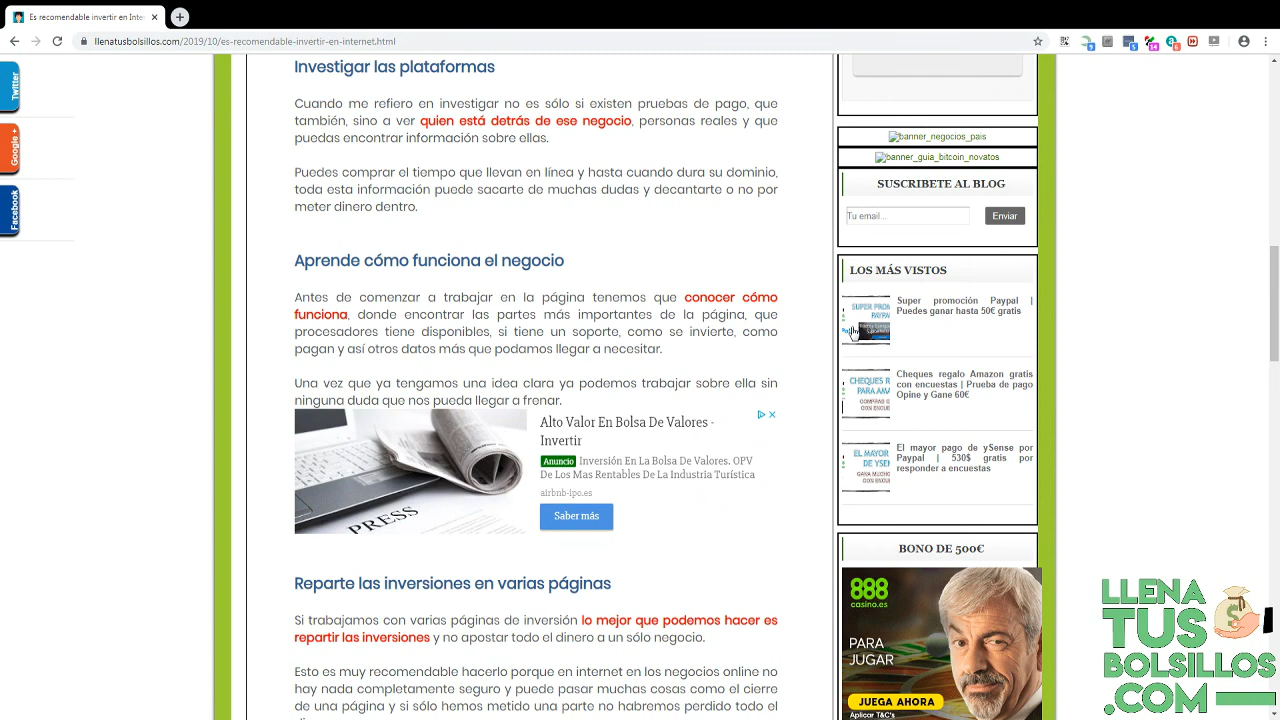 Es recomendable invertir en Inter
llenatusbolsillos.com/2019/10/es-recomendable-invertir-en-internet.html
Twitter
Google +
Facebook
Investigar las plataformas
Cuando me refiero en investigar no es sólo si existen pruebas de pago, que
también, sino a ver quien está detrás de ese negocio, personas reales y que
puedas encontrar información sobre ellas.
Puedes comprar el tiempo que llevan en línea y hasta cuando dura su dominio,
toda esta información puede sacarte de muchas dudas y decantarte o no por
meter dinero dentro.
Aprende cómo funciona el negocio
Antes de comenzar a trabajar en la página tenemos que conocer cómo
funciona, donde encontrar las partes más importantes de la página, que
procesadores tiene disponibles, si tiene un soporte, como se invierte, como
pagan y así otros datos más que podamos llegar a necesitar.
Una vez que ya tengamos una idea clara ya podemos trabajar sobre ella sin
ninguna duda que nos pueda llegar a frenar.
PRESS
Alto Valor En Bolsa De Valores -
Invertir
Anuncio Inversión En La Bolsa De Valores. OPV
De Los Mas Rentables De La Industria Turística
airbnb-ipo.es
Saber más
Reparte las inversiones en varias páginas
Si trabajamos con varias páginas de inversión lo mejor que podemos hacer es
repartir las inversiones y no apostar todo el dinero a un sólo negocio.
Esto es muy recomendable hacerlo porque en internet en los negocios online no
hay nada completamente seguro y puede pasar muchas cosas como el cierre
de una página y si sólo hemos metido una parte no habremos perdido todo el
banner_negocios_pais
banner_guia_bitcoin_novatos
SUSCRIBETE AL BLOG
Tu email...
Enviar
LOS MÁS VISTOS
SUPER PROM
PAYPA
Super promoción Paypal |
Puedes ganar hasta 50€ gratis
CHEQUES R
PARA AMA
Cheques regalo Amazon gratis
con encuestas | Prueba de pago
Opine y Gane 60€
EL MAYOR
DE YSEN
El mayor pago de ySense por
Paypal | 530$ gratis por
responder a encuestas
BONO DE 500€
888
casino.es
PARA
JUGAR
JUEGA AHORA
Aplicar T&C's
LLENA
TUS
BOLSILLOS
.COM